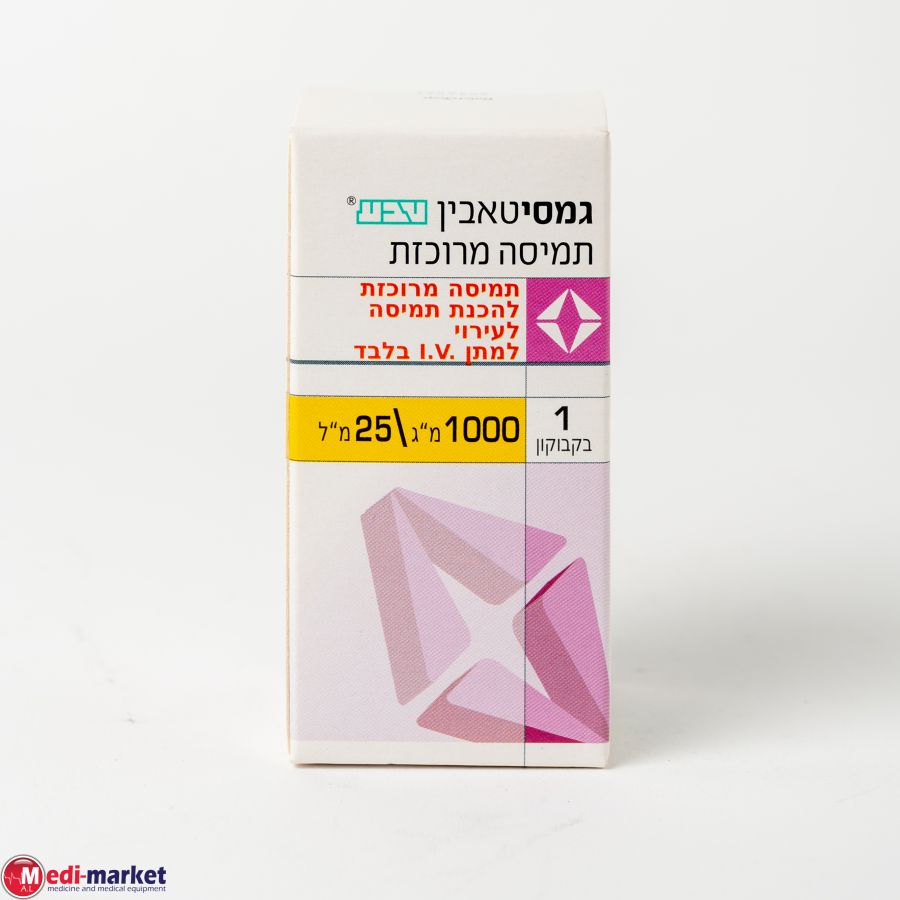 גמסיטאבין טבע®
תמיסה מרוכזת
תמיסה מרוכזת
להכנת תמיסה
לעירוי
למתן I.V. בלבד
1000 מ״ג\25 מ״ל
1
בקבוקון
Medi-market
A.L
medicine and medical equipment